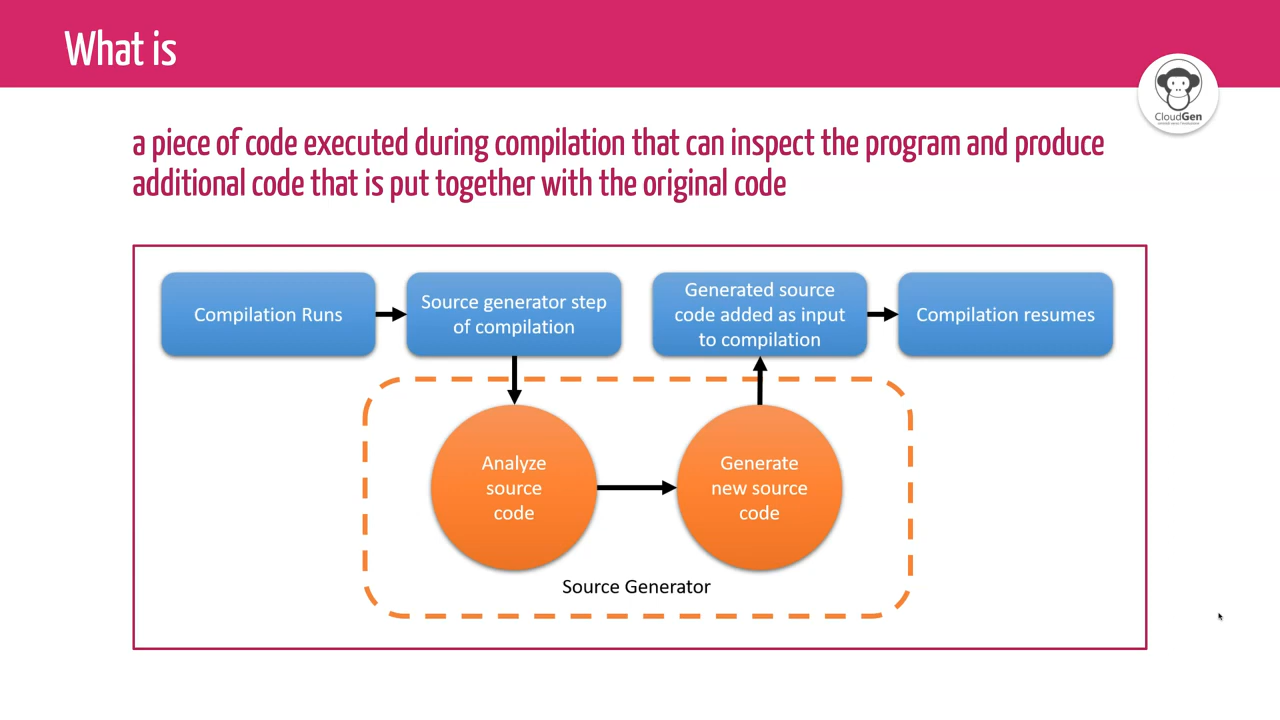 What is
CloudGen
a piece of code executed during compilation that can inspect the program and produce
additional code that is put together with the original code
Compilation Runs
Source generator step
of compilation
Generated source
code added as input
to compilation
Compilation resumes
Analyze
source
code
Generate
new source
code
Source Generator